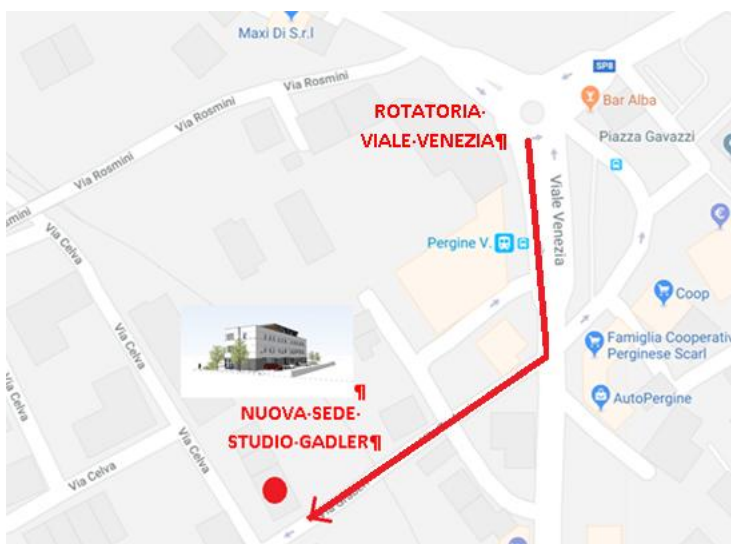 Maxi Di S.r.l
SP8
Via Rosmini
Bar Alba
ROTATORIA·
VIALE·VENEZIA¶
Via Rosmini
Piazza Gavazzi
Via Rosmini
Viale Venezia
Via Celva
Pergine V.
Coop
Via Celva
Famiglia Cooperativ
Perginese Scarl
¶
AutoPergine
NUOVA·SEDE·
STUDIO·GADLER¶
Via Celva
Via Celva
Via Celva